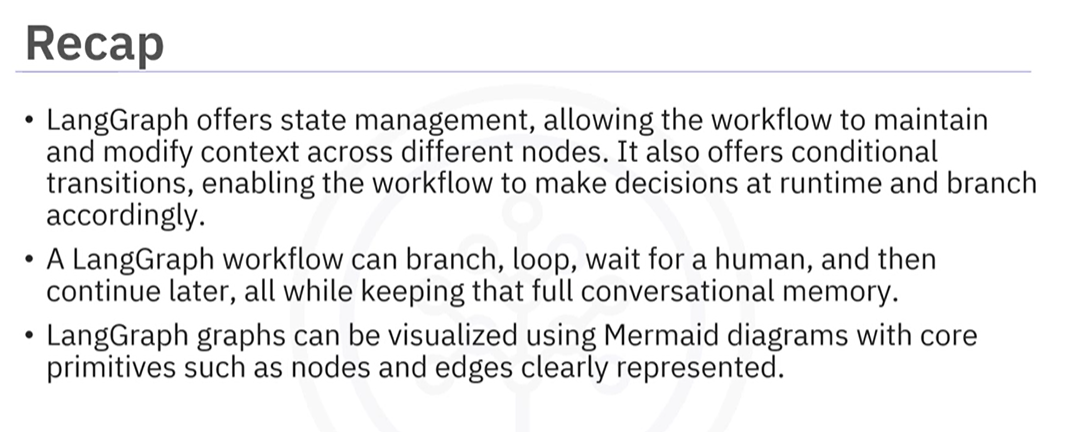 Recap
• LangGraph offers state management, allowing the workflow to maintain
and modify context across different nodes. It also offers conditional
transitions, enabling the workflow to make decisions at runtime and branch
accordingly.
• A LangGraph workflow can branch, loop, wait for a human, and then
continue later, all while keeping that full conversational memory.
• LangGraph graphs can be visualized using Mermaid diagrams with core
primitives such as nodes and edges clearly represented.